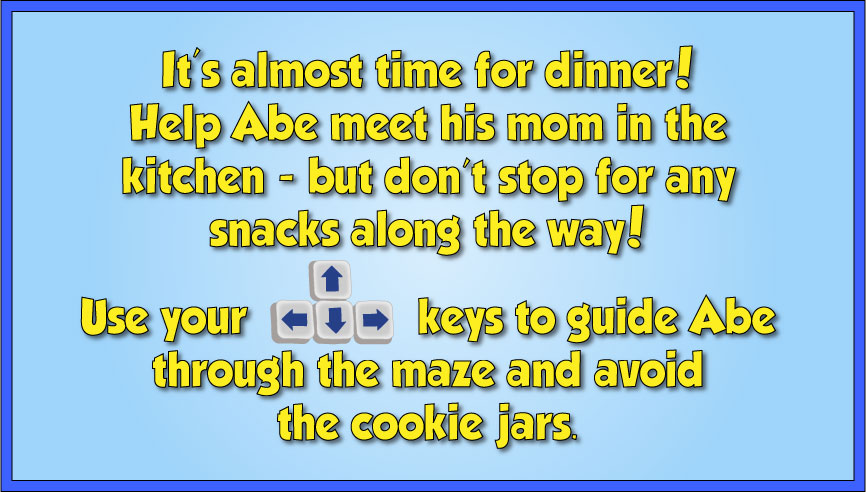 It's almost time for dinner!
Help Abe meet his mom in the
kitchen - but don't stop for any
snacks along the way!
Use your keys to guide Abe
through the maze and avoid
the cookie jars.